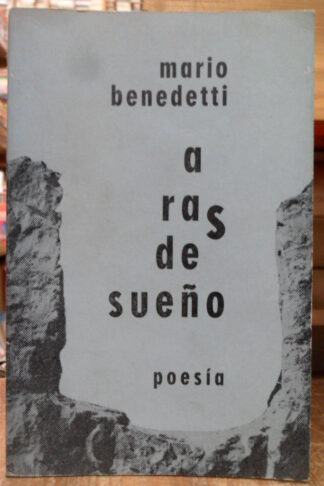 mario
benedetti
a
ras
de
sueño
poesía